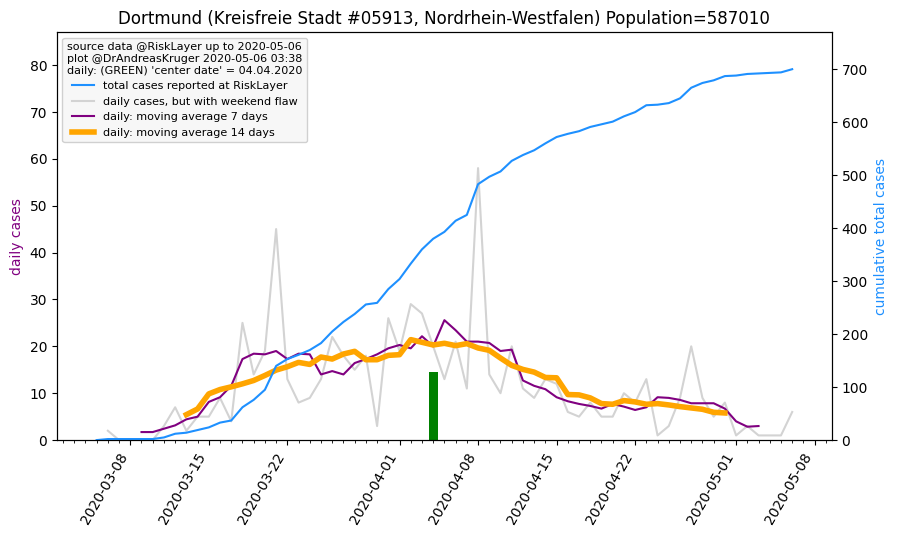 Dortmund (Kreisfreie Stadt #05913, Nordrhein-Westfalen) Population=587010
source data @RiskLayer up to 2020-05-06
plot @DrAndreasKruger 2020-05-06 03:38
daily: (GREEN) 'center date' = 04.04.2020
total cases reported at RiskLayer
daily cases, but with weekend flaw
daily: moving average 7 days
daily: moving average 14 days
daily cases
80
70
60
50
40
30
20
10
0
cumulative total cases
700
600
500
400
300
200
100
0
2020-03-08
2020-03-15
2020-03-22
2020-04-01
2020-04-08
2020-04-15
2020-04-22
2020-05-01
2020-05-08